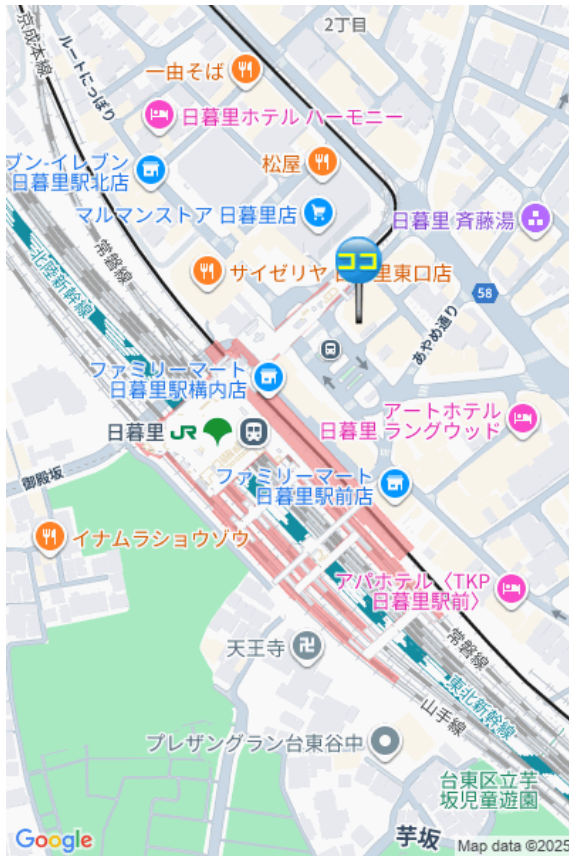 2丁目
京成本線
ルートにっぽり
一由そば
日暮里ホテル ハーモニー
ブン-イレブン
日暮里駅北店
松屋
マルマンストア 日暮里店
日暮里 斉藤湯
常磐線
北陸新幹線
ココ
サイゼリヤ 日
里東口店
58
あやめ通り
ファミリーマート
日暮里駅構内店
アートホテル
日暮里 ラングウッド
日暮里 JR
御殿坂
ファミリーマート
日暮里駅前店
イナムラショウゾウ
アパホテル〈TKP
日暮里駅前〉
天王寺
常磐線
東北新幹線
山手線
プレザングラン台東谷中
台東区立芋
坂児童遊園
芋坂
Google
Map data ©2025